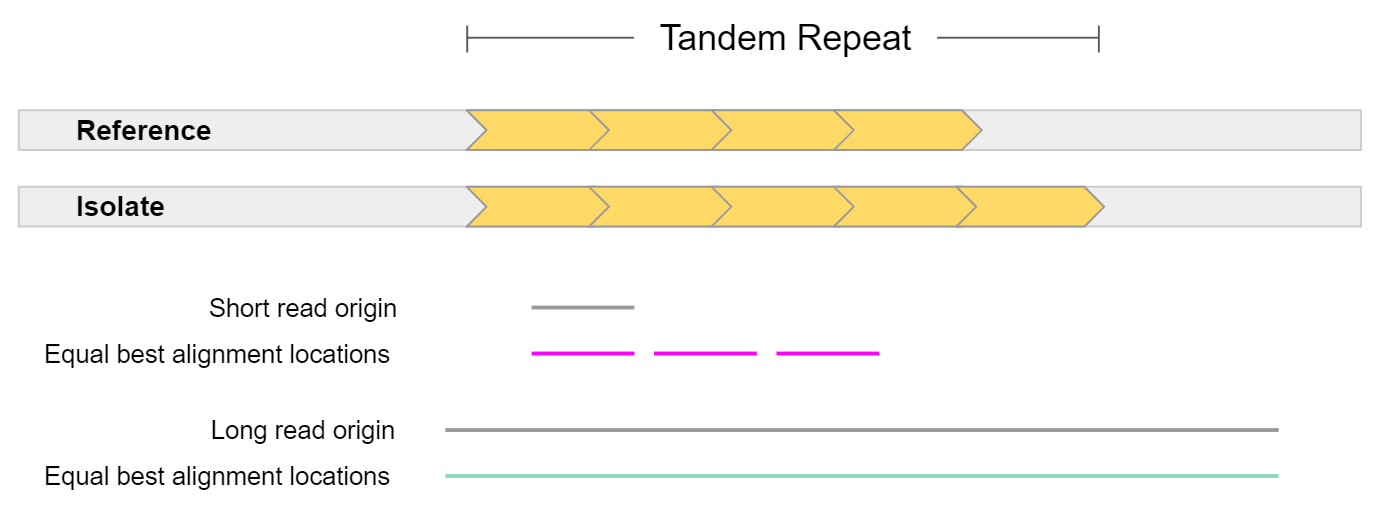 Tandem Repeat
Reference
Isolate
Short read origin
Equal best alignment locations
Long read origin
Equal best alignment locations